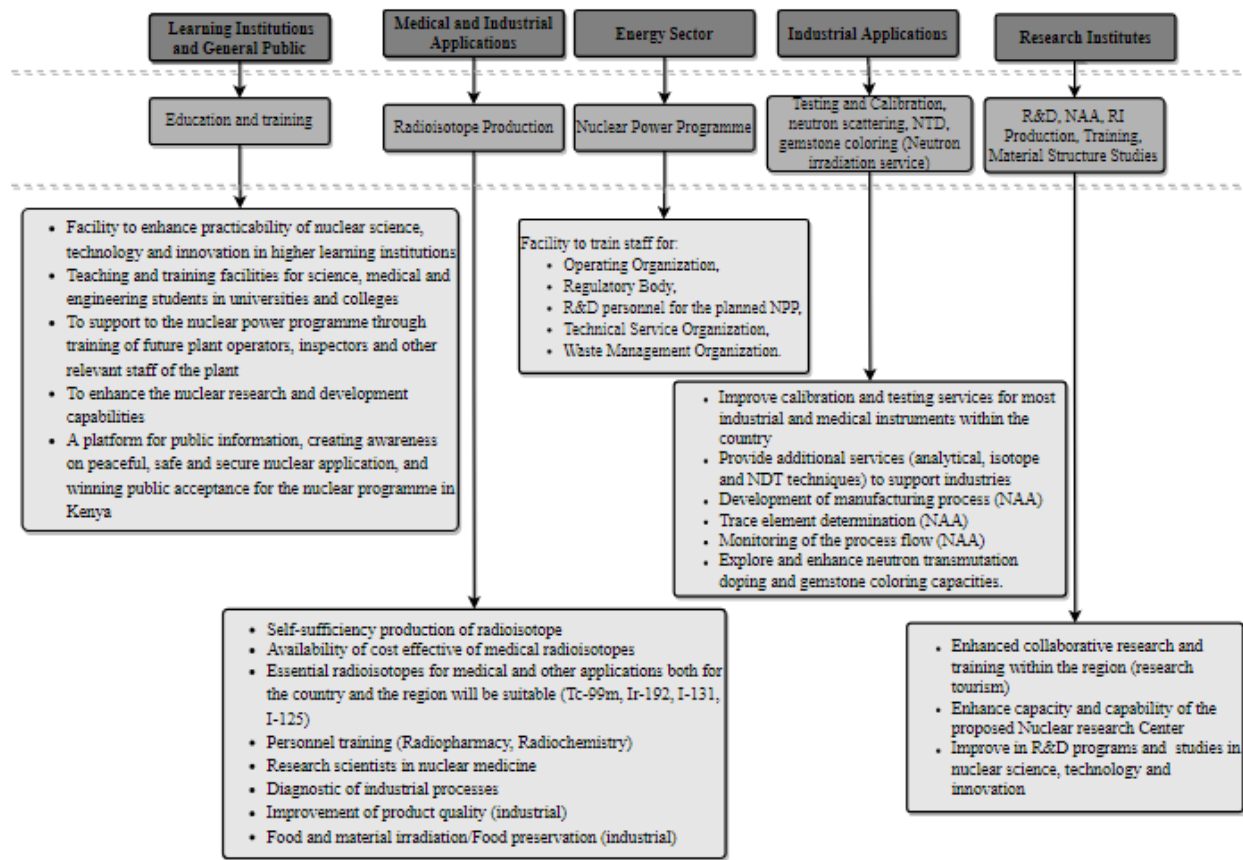 Learning Institutions
and General Public
Medical and Industrial
Applications
Energy Sector
Industrial Applications
Research Institutes
Education and training
Radioisotope Production
Nuclear Power Programme
Testing and Calibration,
neutron scattering, NTD,
gemstone coloring (Neutron
irradiation service)
R&D, NAA, RI
Production, Training,
Material Structure Studies
• Facility to enhance practicability of nuclear science,
technology and innovation in higher learning institutions
• Teaching and training facilities for science, medical and
engineering students in universities and colleges
• To support to the nuclear power programme through
training of future plant operators, inspectors and other
relevant staff of the plant
• To enhance the nuclear research and development
capabilities
• A platform for public information, creating awareness
on peaceful, safe and secure nuclear application, and
winning public acceptance for the nuclear programme in
Kenya
Facility to train staff for:
• Operating Organization,
• Regulatory Body,
• R&D personnel for the planned NPP,
• Technical Service Organization,
• Waste Management Organization.
• Improve calibration and testing services for most
industrial and medical instruments within the
country
• Provide additional services (analytical, isotope
and NDT techniques) to support industries
• Development of manufacturing process (NAA)
• Trace element determination (NAA)
• Monitoring of the process flow (NAA)
• Explore and enhance neutron transmutation
doping and gemstone coloring capacities.
• Self-sufficiency production of radioisotope
• Availability of cost effective of medical radioisotopes
• Essential radioisotopes for medical and other applications both for
the country and the region will be suitable (Tc-99m, Ir-192, I-131,
I-125)
• Personnel training (Radiopharmacy, Radiochemistry)
• Research scientists in nuclear medicine
• Diagnostic of industrial processes
• Improvement of product quality (industrial)
• Food and material irradiation/Food preservation (industrial)
• Enhanced collaborative research and
training within the region (research
tourism)
• Enhance capacity and capability of the
proposed Nuclear research Center
• Improve in R&D programs and studies in
nuclear science, technology and
innovation